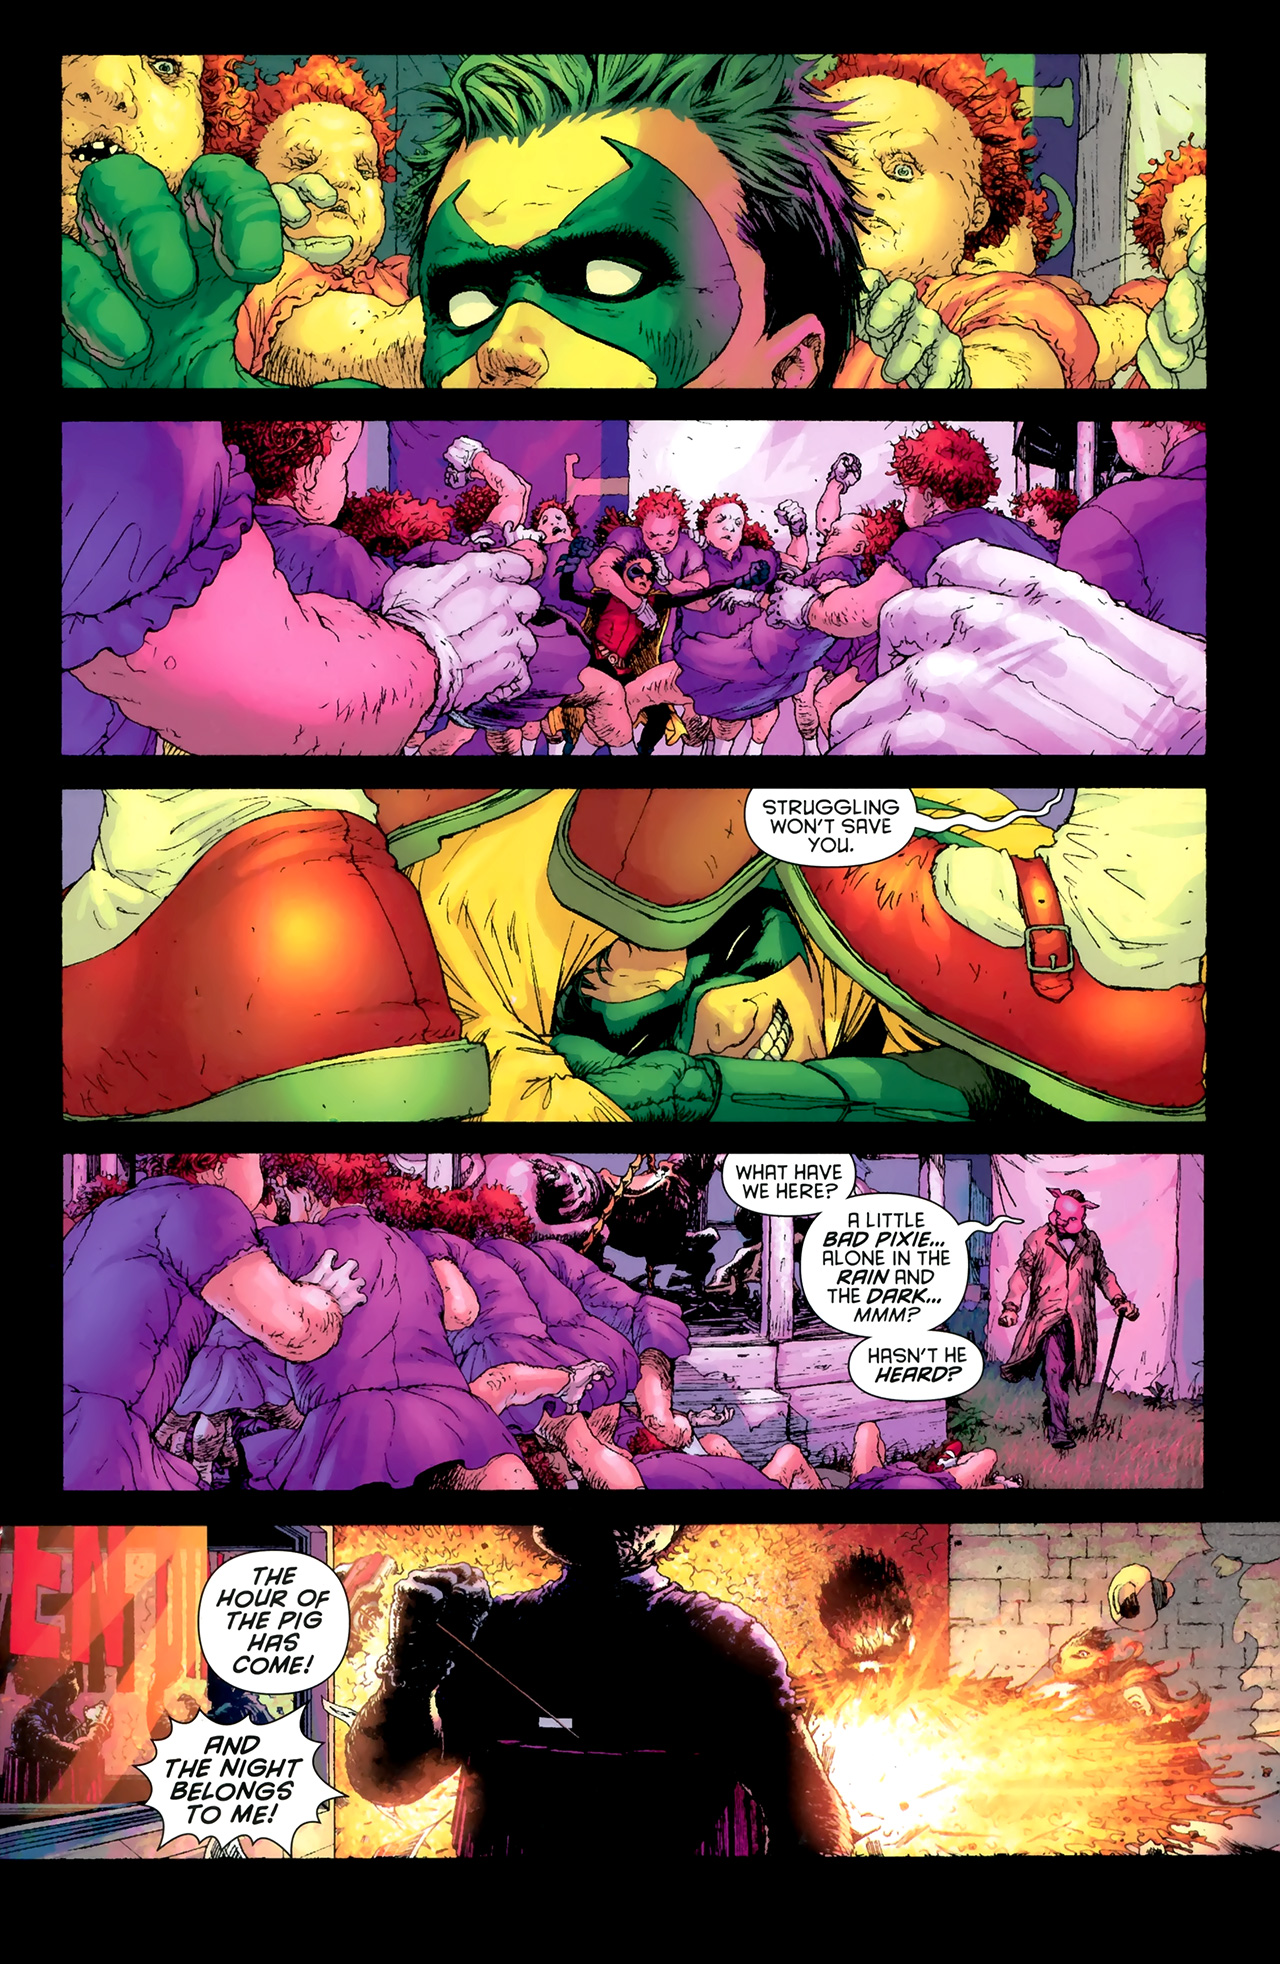 STRUGGLING
WON'T SAVE
YOU.
WHAT HAVE
WE HERE?
A LITTLE
BAD PIXIE...
ALONE IN THE
RAIN AND
THE DARK...
MMM?
HASN'T HE
HEARD?
THE
HOUR OF
THE PIG
HAS
COME!
AND
THE NIGHT
BELONGS
TO ME!